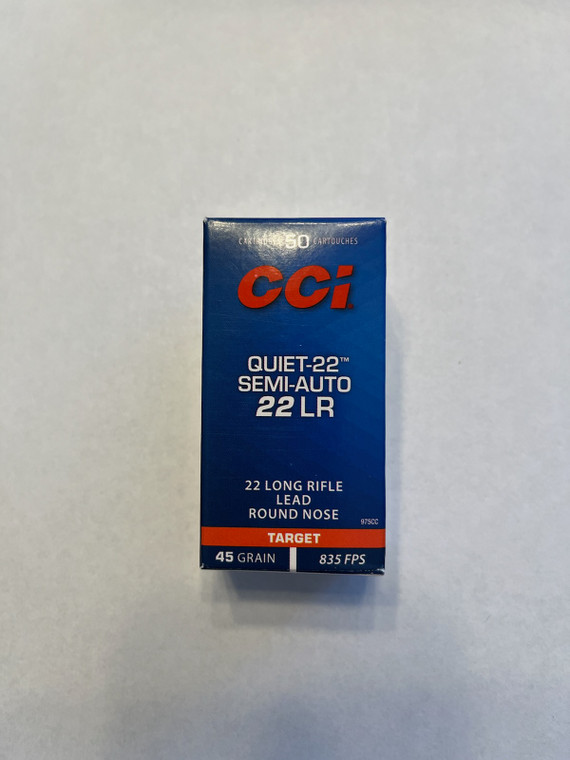 CARTRIDGES 50 CARTOUCHES
CCI
QUIET-22™
SEMI-AUTO
22 LR
22 LONG RIFLE
LEAD
ROUND NOSE
975CC
TARGET
45 GRAIN
835 FPS